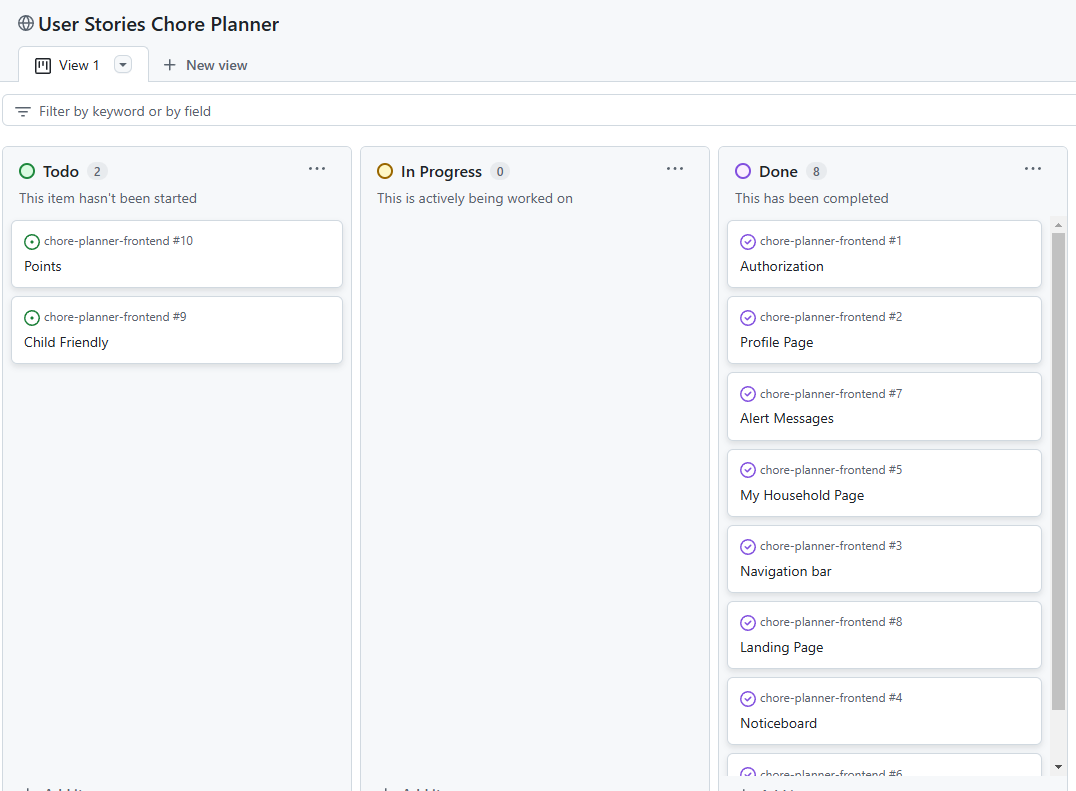 User Stories Chore Planner
View 1
New view
Filter by keyword or by field
Todo 2
This item hasn't been started
chore-planner-frontend #10
Points
chore-planner-frontend #9
Child Friendly
In Progress 0
This is actively being worked on
Done 8
This has been completed
chore-planner-frontend #1
Authorization
chore-planner-frontend #2
Profile Page
chore-planner-frontend #7
Alert Messages
chore-planner-frontend #5
My Household Page
chore-planner-frontend #3
Navigation bar
chore-planner-frontend #8
Landing Page
chore-planner-frontend #4
Noticeboard
chore-planner-frontend #6